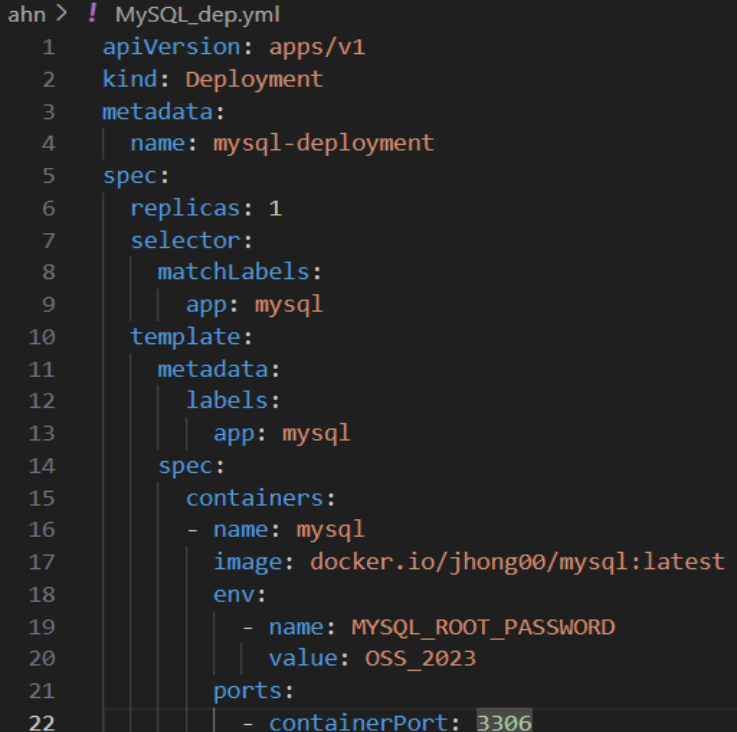 ahn > ! MySQL_dep.yml
1 apiVersion: apps/v1
2 kind: Deployment
3 metadata:
4   name: mysql-deployment
5 spec:
6   replicas: 1
7   selector:
8     matchLabels:
9       app: mysql
10   template:
11     metadata:
12       labels:
13         app: mysql
14     spec:
15       containers:
16       - name: mysql
17         image: docker.io/jhong00/mysql:latest
18         env:
19           - name: MYSQL_ROOT_PASSWORD
20             value: OSS_2023
21         ports:
22           - containerPort: 3306